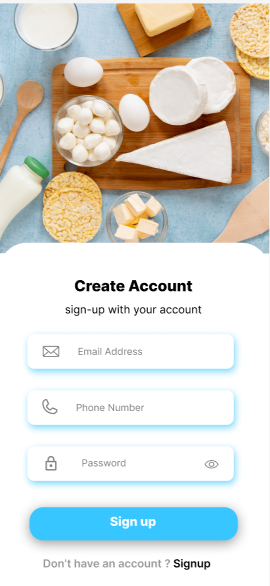 Create Account
sign-up with your account
Email Address
Phone Number
Password
Sign up
Don't have an account ? Signup